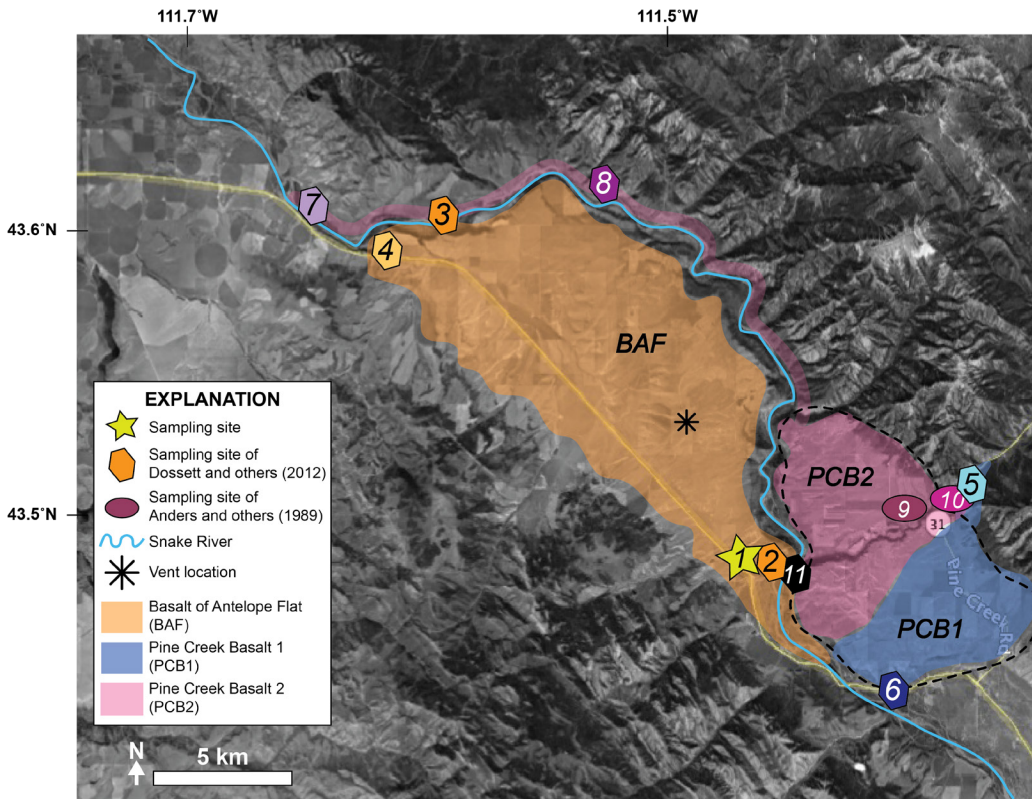 111.7°W
111.5°W
43.6°N
43.5°N
7
3
8
4
BAF
PCB2
5
10
9
31
1
2
11
Pine Creek Rd
PCB1
6
EXPLANATION
Sampling site
Sampling site of
Dossett and others (2012)
Sampling site of
Anders and others (1989)
Snake River
Vent location
Basalt of Antelope Flat
(BAF)
Pine Creek Basalt 1
(PCB1)
Pine Creek Basalt 2
(PCB2)
N
5 km